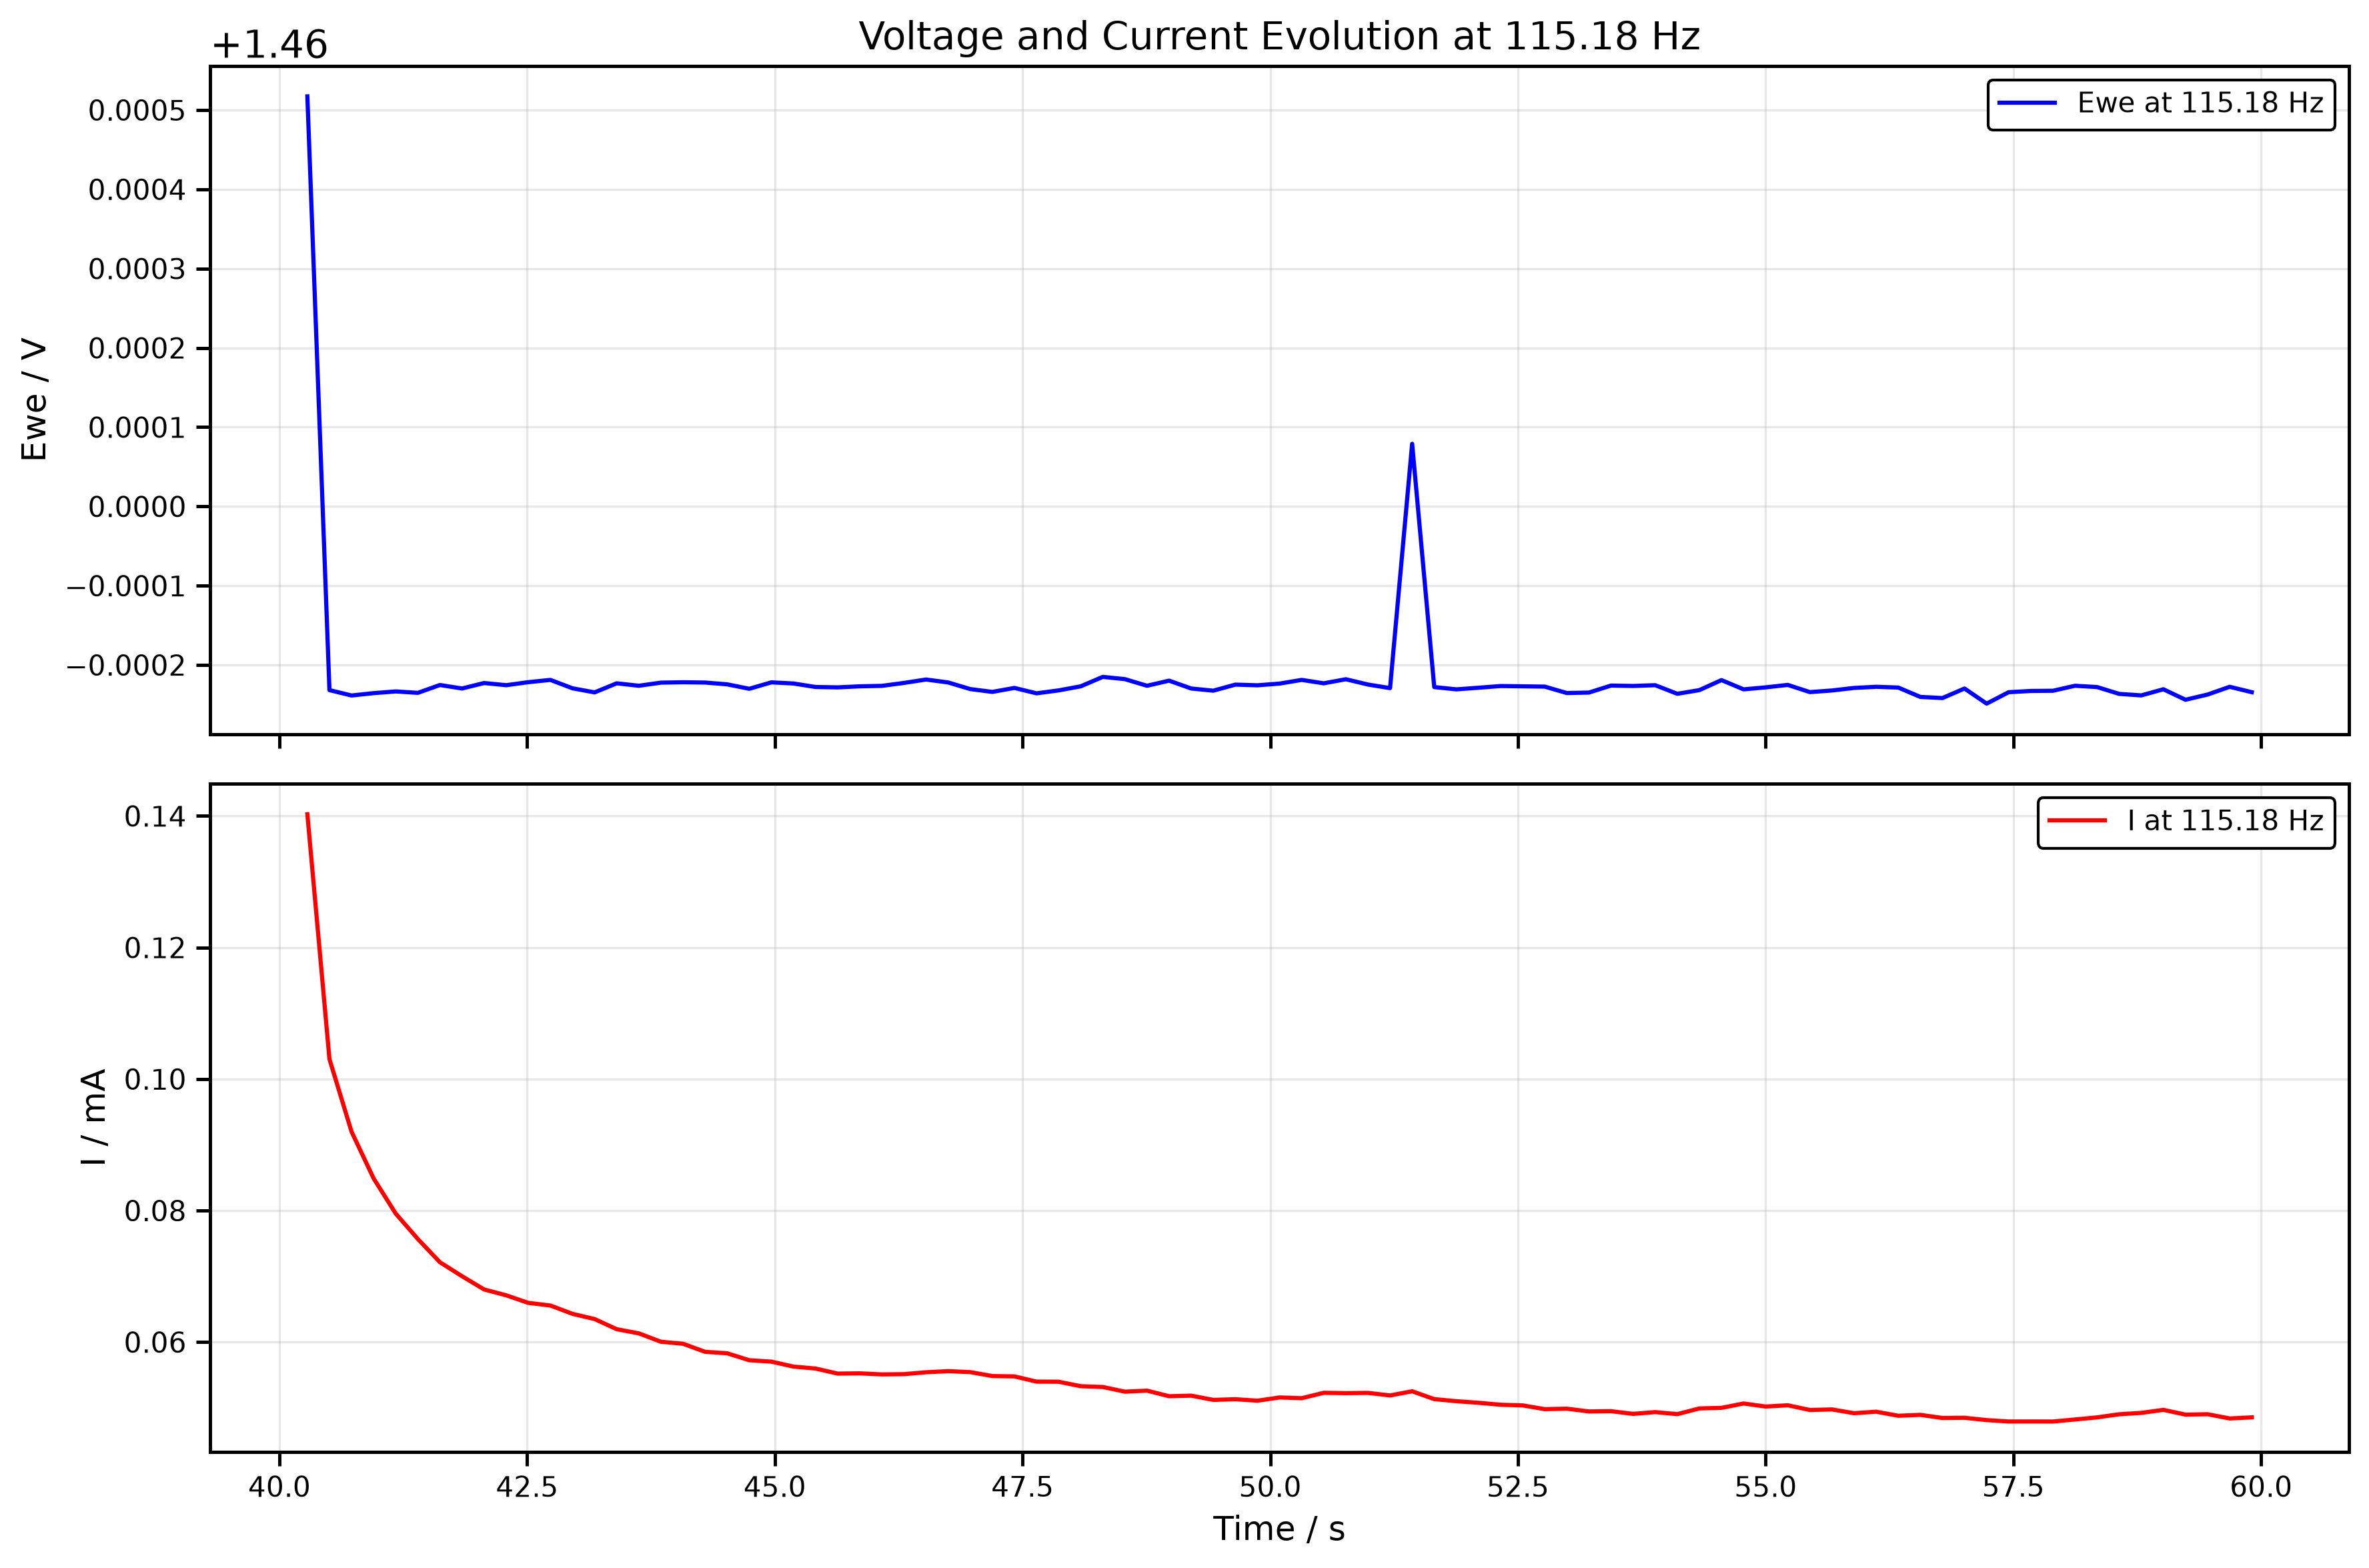 Voltage and Current Evolution at 115.18 Hz
+1.46
Ewe at 115.18 Hz
0.0005
0.0004
0.0003
0.0002
0.0001
0.0000
−0.0001
−0.0002
Ewe / V
I at 115.18 Hz
0.14
0.12
0.10
0.08
0.06
I / mA
40.0 42.5 45.0 47.5 50.0 52.5 55.0 57.5 60.0
Time / s